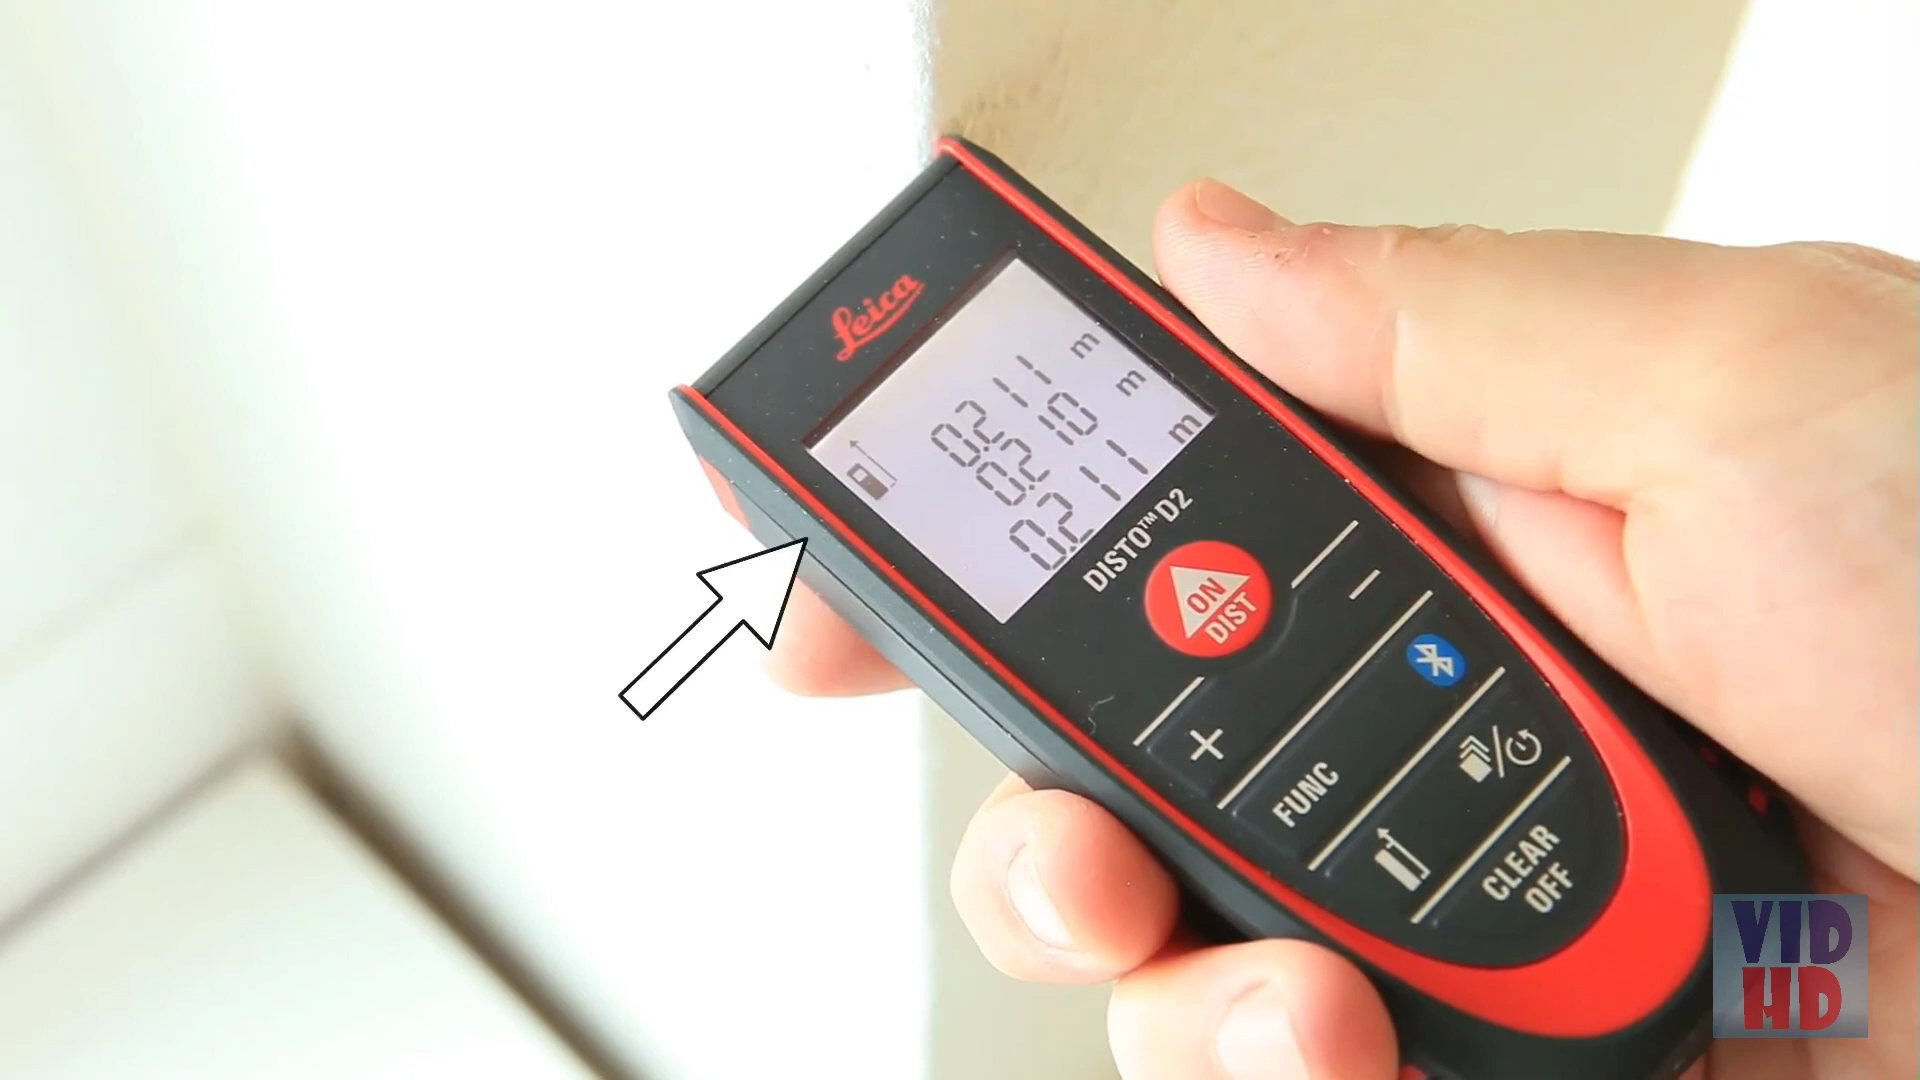 Leica
0.211 m
0.210 m
0.211 m
DISTO™ D2
ON
DIST
+
FUNC
CLEAR
OFF
VID
HD